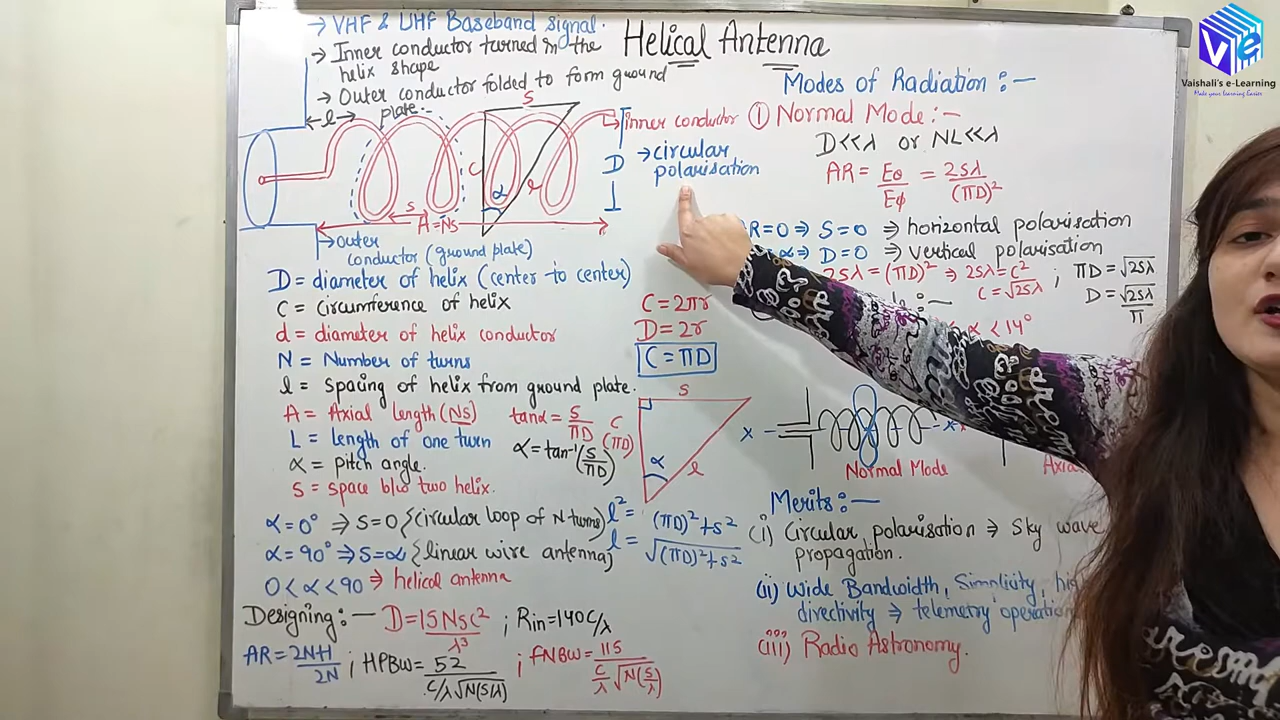 Vaishali's e-Learning
Make your Learning Easier
Helical Antenna
→ VHF & UHF Baseband signal.
→ Inner conductor turned in the
helix shape
→ Outer conductor folded to form ground
plate:-
l
S
C
α
l
D
S
A=NS
inner conductor
→ circular
polarisation
→ outer
conductor (ground plate)
D = diameter of helix (center to center)
C = Circumference of helix
d = diameter of helix conductor
N = Number of turns
l = Spacing of helix from ground plate.
A = Axial length (NS)
L = length of one turn
α = pitch angle.
S = space b/w two helix.
C = 2πr
D = 2r
C = πD
tanα = S/πD
α = tan⁻¹(S/πD)
S
C
(πD)
α
l
l² = (πD)² + S²
l = √(πD)² + S²
α = 0° ⇒ S=0 {circular loop of N turns}
α = 90° ⇒ S=α {linear wire antenna}
0 < α < 90 ⇒ helical antenna
Designing:— D = 15NSC²/λ³ ; Rin = 140C/λ
AR = 2N+1/2N ; HPBW = 52/C/λ√N(S/λ) ; FNBW = 115/C/λ√N(S/λ)
Modes of Radiation:—
① Normal Mode:—
D<<λ or NL<<λ
AR = Eθ/Eϕ = 2Sλ/(πD)²
R=0 ⇒ S=0 ⇒ horizontal polarisation
α ⇒ D=0 ⇒ vertical polarisation
2Sλ = (πD)² ⇒ 2Sλ = C²
C = √2Sλ ; πD = √2Sλ
D = √2Sλ/π
α < 14°
X
X
Normal Mode
Axia
Merits:—
(i) Circular polarisation ⇒ Sky wave
propagation.
(ii) Wide Bandwidth, Simplicity,
directivity ⇒ telemetry operation
(iii) Radio Astronomy.